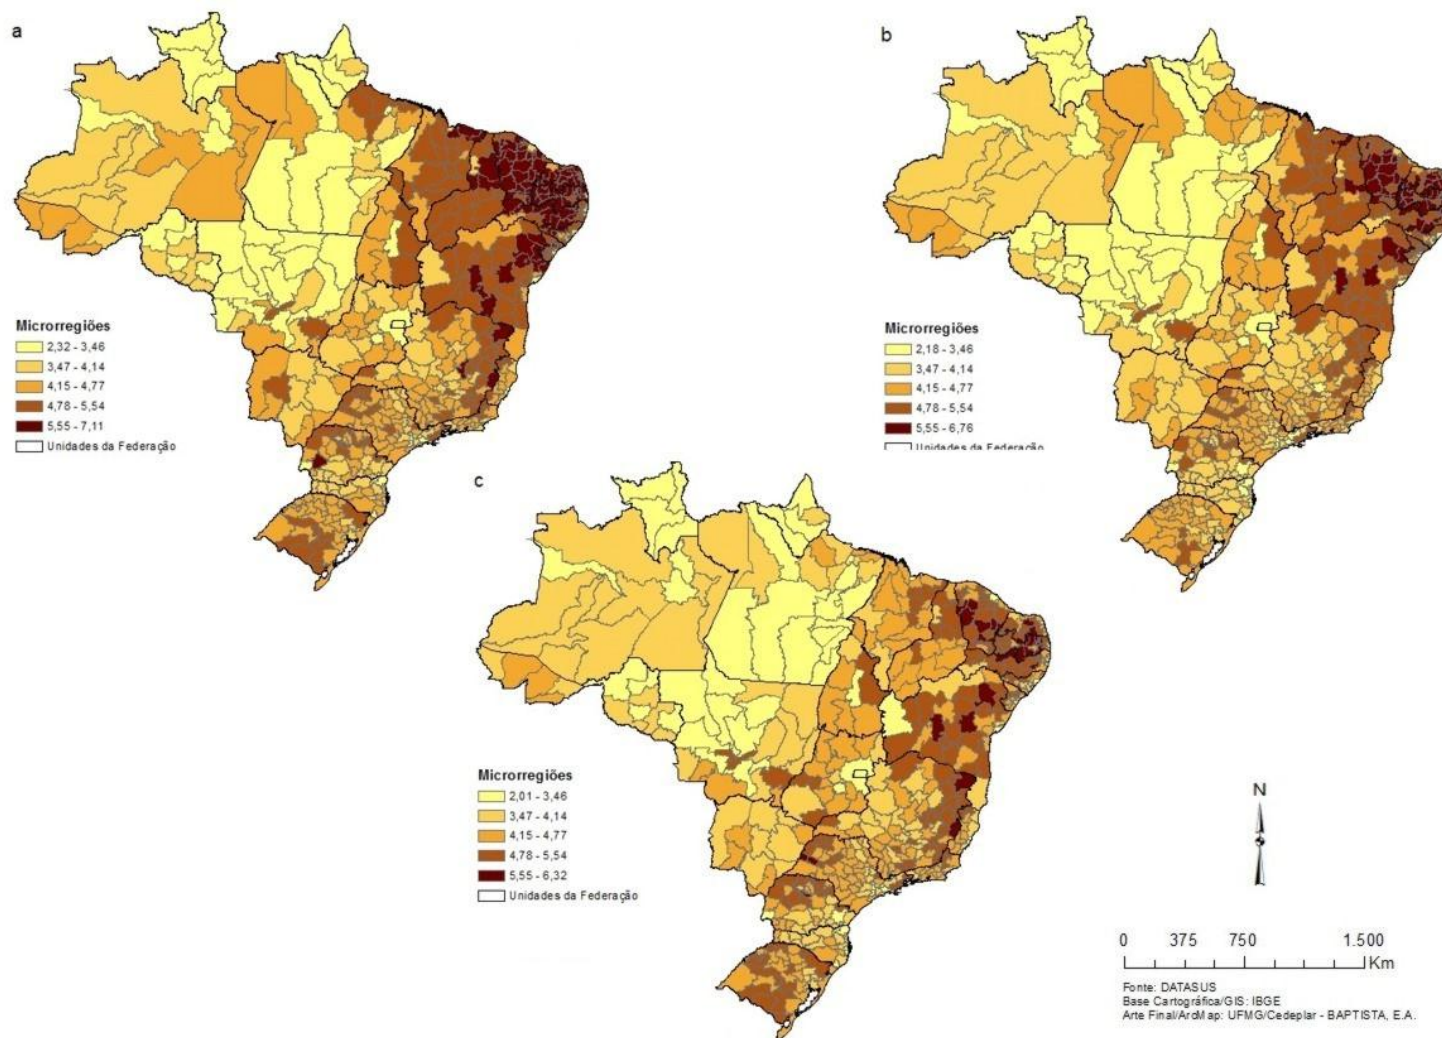 a
Microrregiões
2,32 - 3,46
3,47 - 4,14
4,15 - 4,77
4,78 - 5,54
5,55 - 7,11
Unidades da Federação
b
Microrregiões
2,18 - 3,46
3,47 - 4,14
4,15 - 4,77
4,78 - 5,54
5,55 - 6,76
Unidades da Federação
c
Microrregiões
2,01 - 3,46
3,47 - 4,14
4,15 - 4,77
4,78 - 5,54
5,55 - 6,32
Unidades da Federação
N
0 375 750 1.500
Km
Fonte: DATASUS
Base Cartográfica/GIS: IBGE
Arte Final/ArcMap: UFMG/Cedeplar - BAPTISTA, E.A.